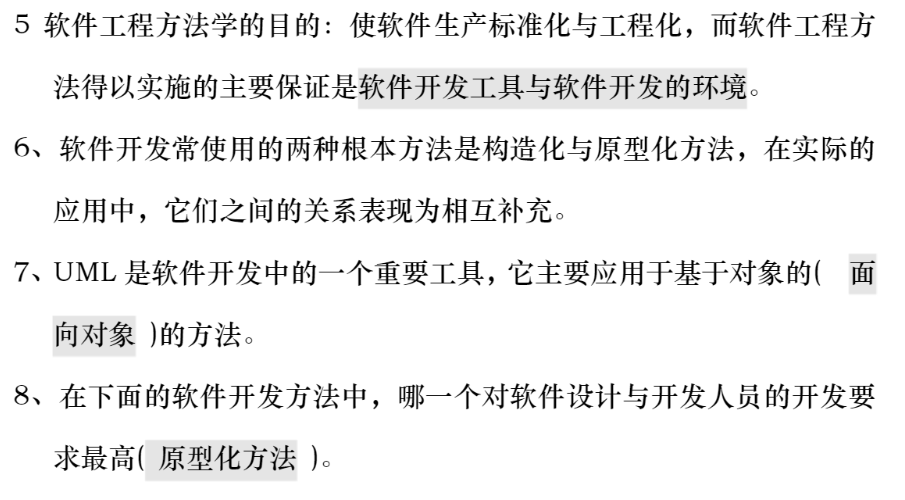 5 软件工程方法学的目的：使软件生产标准化与工程化，而软件工程方
法得以实施的主要保证是软件开发工具与软件开发的环境。
6、软件开发常使用的两种根本方法是构造化与原型化方法，在实际的
应用中，它们之间的关系表现为相互补充。
7、UML 是软件开发中的一个重要工具，它主要应用于基于对象的( 面
向对象 )的方法。
8、在下面的软件开发方法中，哪一个对软件设计与开发人员的开发要
求最高( 原型化方法 )。